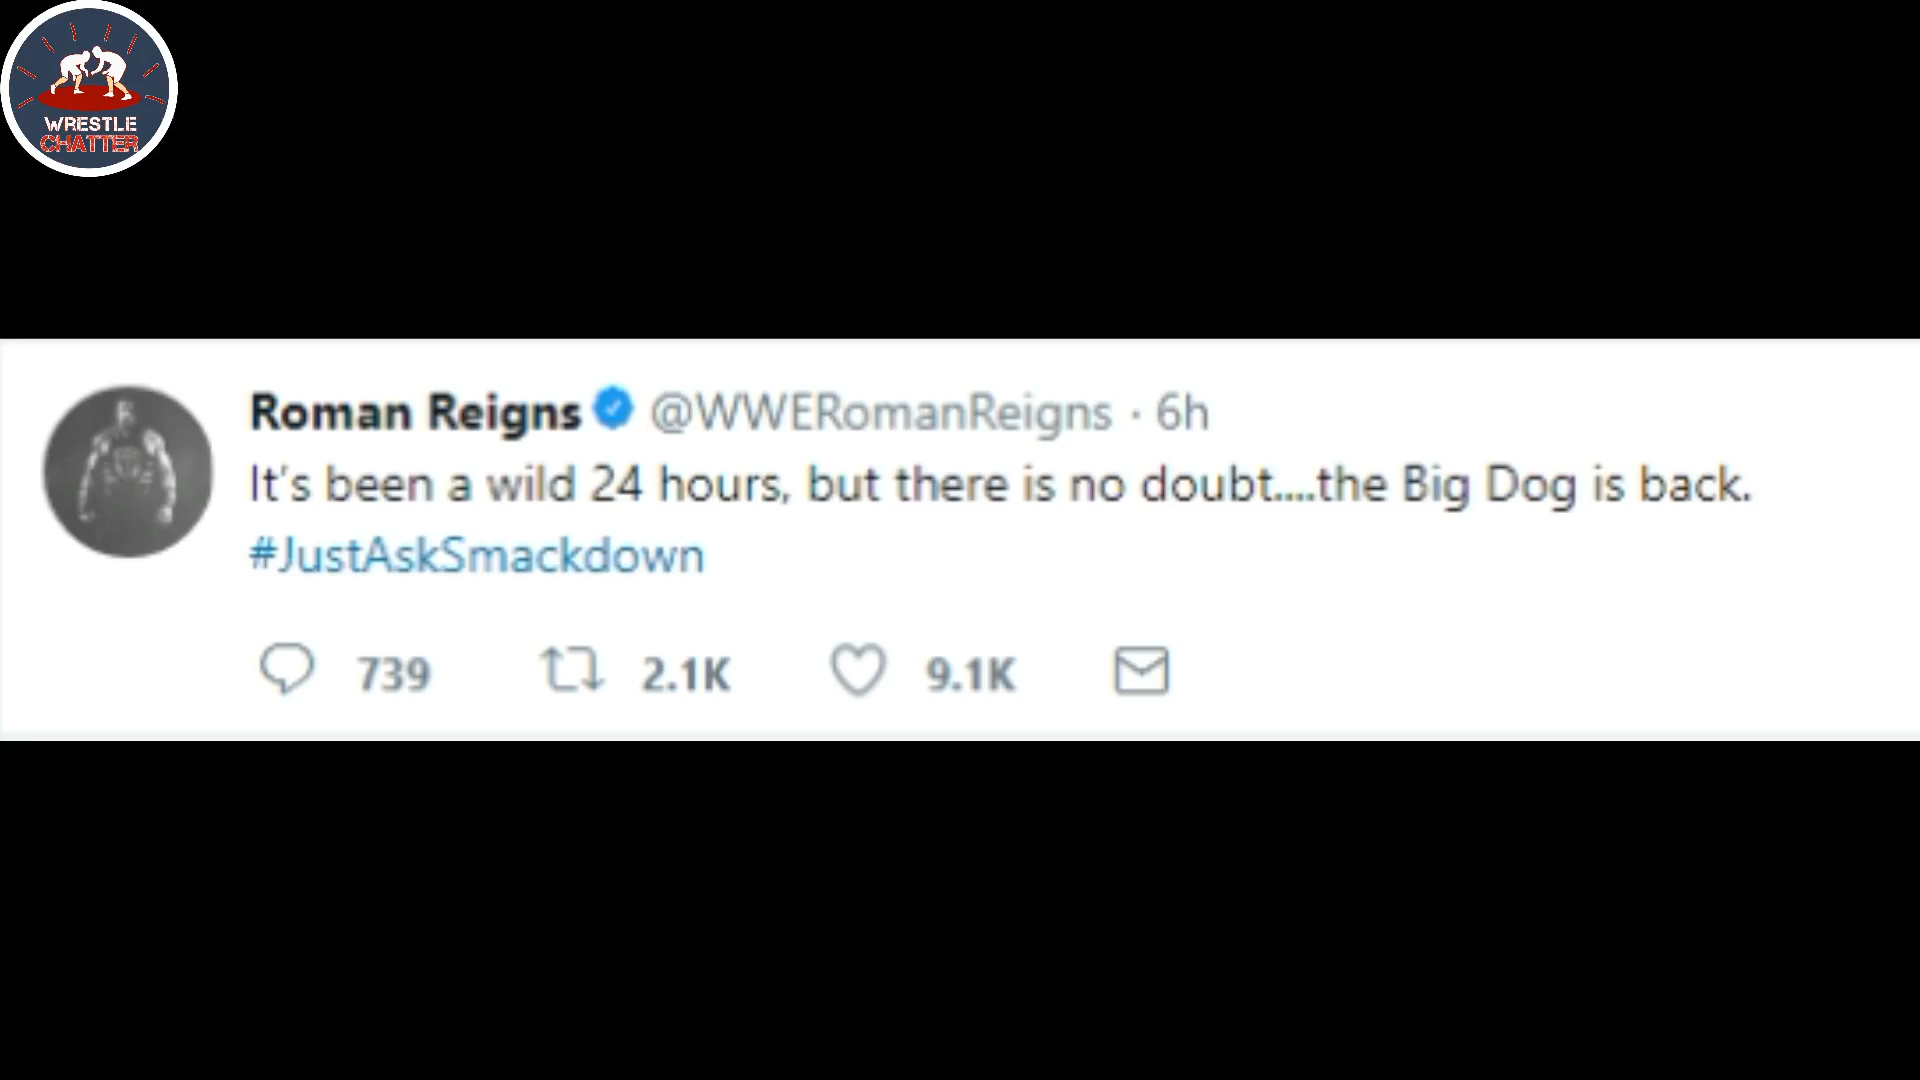 WRESTLE
CHATTER
Roman Reigns @WWERomanReigns · 6h
It's been a wild 24 hours, but there is no doubt....the Big Dog is back.
#JustAskSmackdown
739 2.1K 9.1K